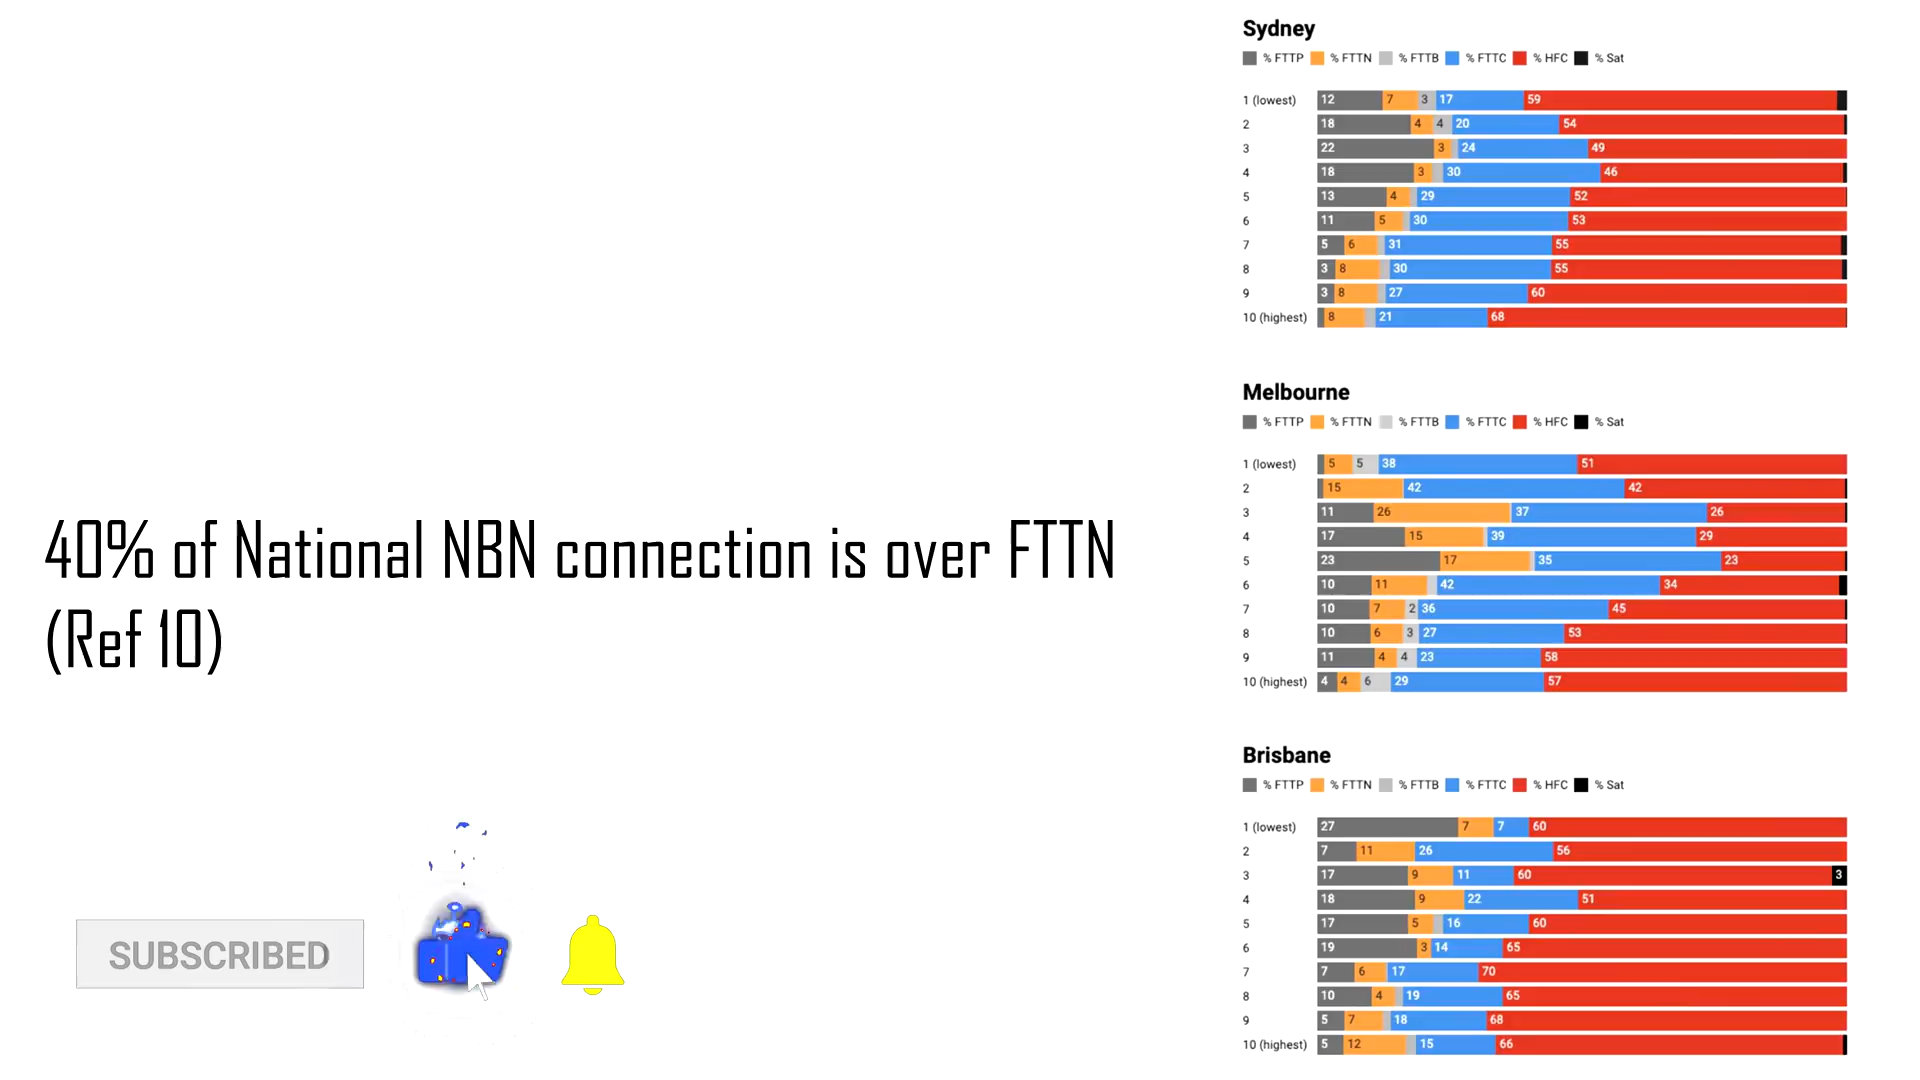 40% of National NBN connection is over FTTN
(Ref 10)
SUBSCRIBED
Sydney
% FTTP % FTTN % FTTB % FTTC % HFC % Sat
1 (lowest) 12 7 3 17 59
2 18 4 4 20 54
3 22 3 24 49
4 18 3 30 46
5 13 4 29 52
6 11 5 30 53
7 5 6 31 55
8 3 8 30 55
9 3 8 27 60
10 (highest) 8 21 68
Melbourne
% FTTP % FTTN % FTTB % FTTC % HFC % Sat
1 (lowest) 5 5 38 51
2 15 42 42
3 11 26 37 26
4 17 15 39 29
5 23 17 35 23
6 10 11 42 34
7 10 7 2 36 45
8 10 6 3 27 53
9 11 4 4 23 58
10 (highest) 4 4 6 29 57
Brisbane
% FTTP % FTTN % FTTB % FTTC % HFC % Sat
1 (lowest) 27 7 7 60
2 7 11 26 56
3 17 9 11 60 3
4 18 9 22 51
5 17 5 16 60
6 19 3 14 65
7 7 6 17 70
8 10 4 19 65
9 5 7 18 68
10 (highest) 5 12 15 66